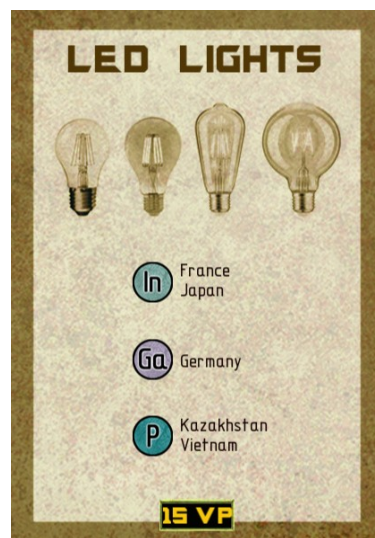 LED LIGHTS
In France
Japan
Ga Germany
P Kazakhstan
Vietnam
15 VP